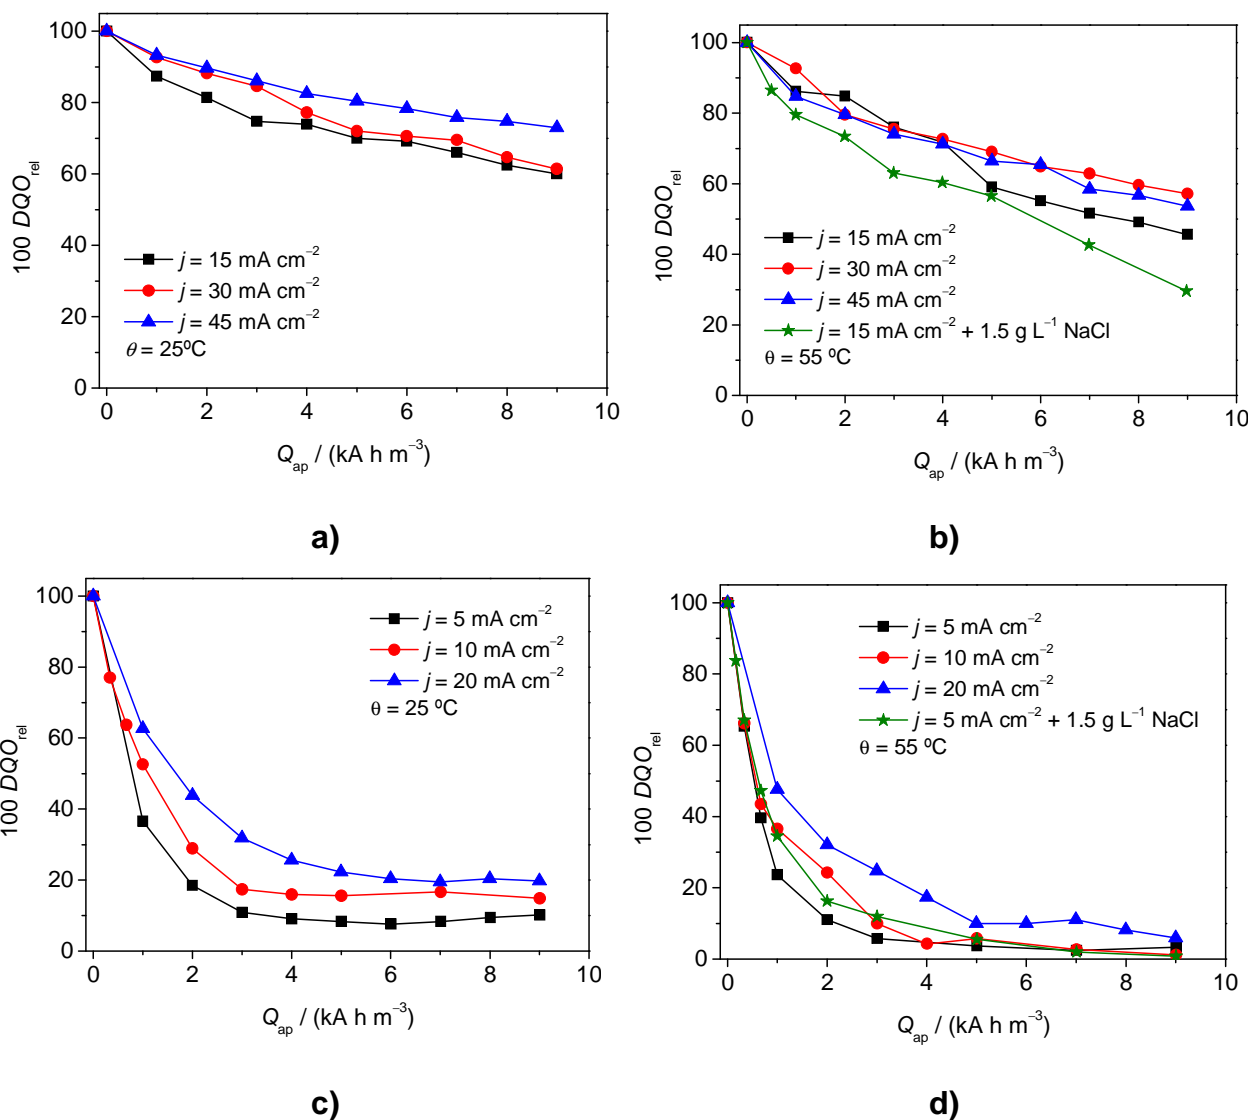 100
80
60
40
20
0
100 DQO_rel
j = 15 mA cm⁻²
j = 30 mA cm⁻²
j = 45 mA cm⁻²
θ = 25ºC
0 2 4 6 8 10
Q_ap / (kA h m⁻³)
a)
100
80
60
40
20
0
100 DQO_rel
j = 15 mA cm⁻²
j = 30 mA cm⁻²
j = 45 mA cm⁻²
j = 15 mA cm⁻² + 1.5 g L⁻¹ NaCl
θ = 55 ºC
0 2 4 6 8 10
Q_ap / (kA h m⁻³)
b)
100
80
60
40
20
0
100 DQO_rel
j = 5 mA cm⁻²
j = 10 mA cm⁻²
j = 20 mA cm⁻²
θ = 25 ºC
0 2 4 6 8 10
Q_ap / (kA h m⁻³)
c)
100
80
60
40
20
0
100 DQO_rel
j = 5 mA cm⁻²
j = 10 mA cm⁻²
j = 20 mA cm⁻²
j = 5 mA cm⁻² + 1.5 g L⁻¹ NaCl
θ = 55 ºC
0 2 4 6 8 10
Q_ap / (kA h m⁻³)
d)